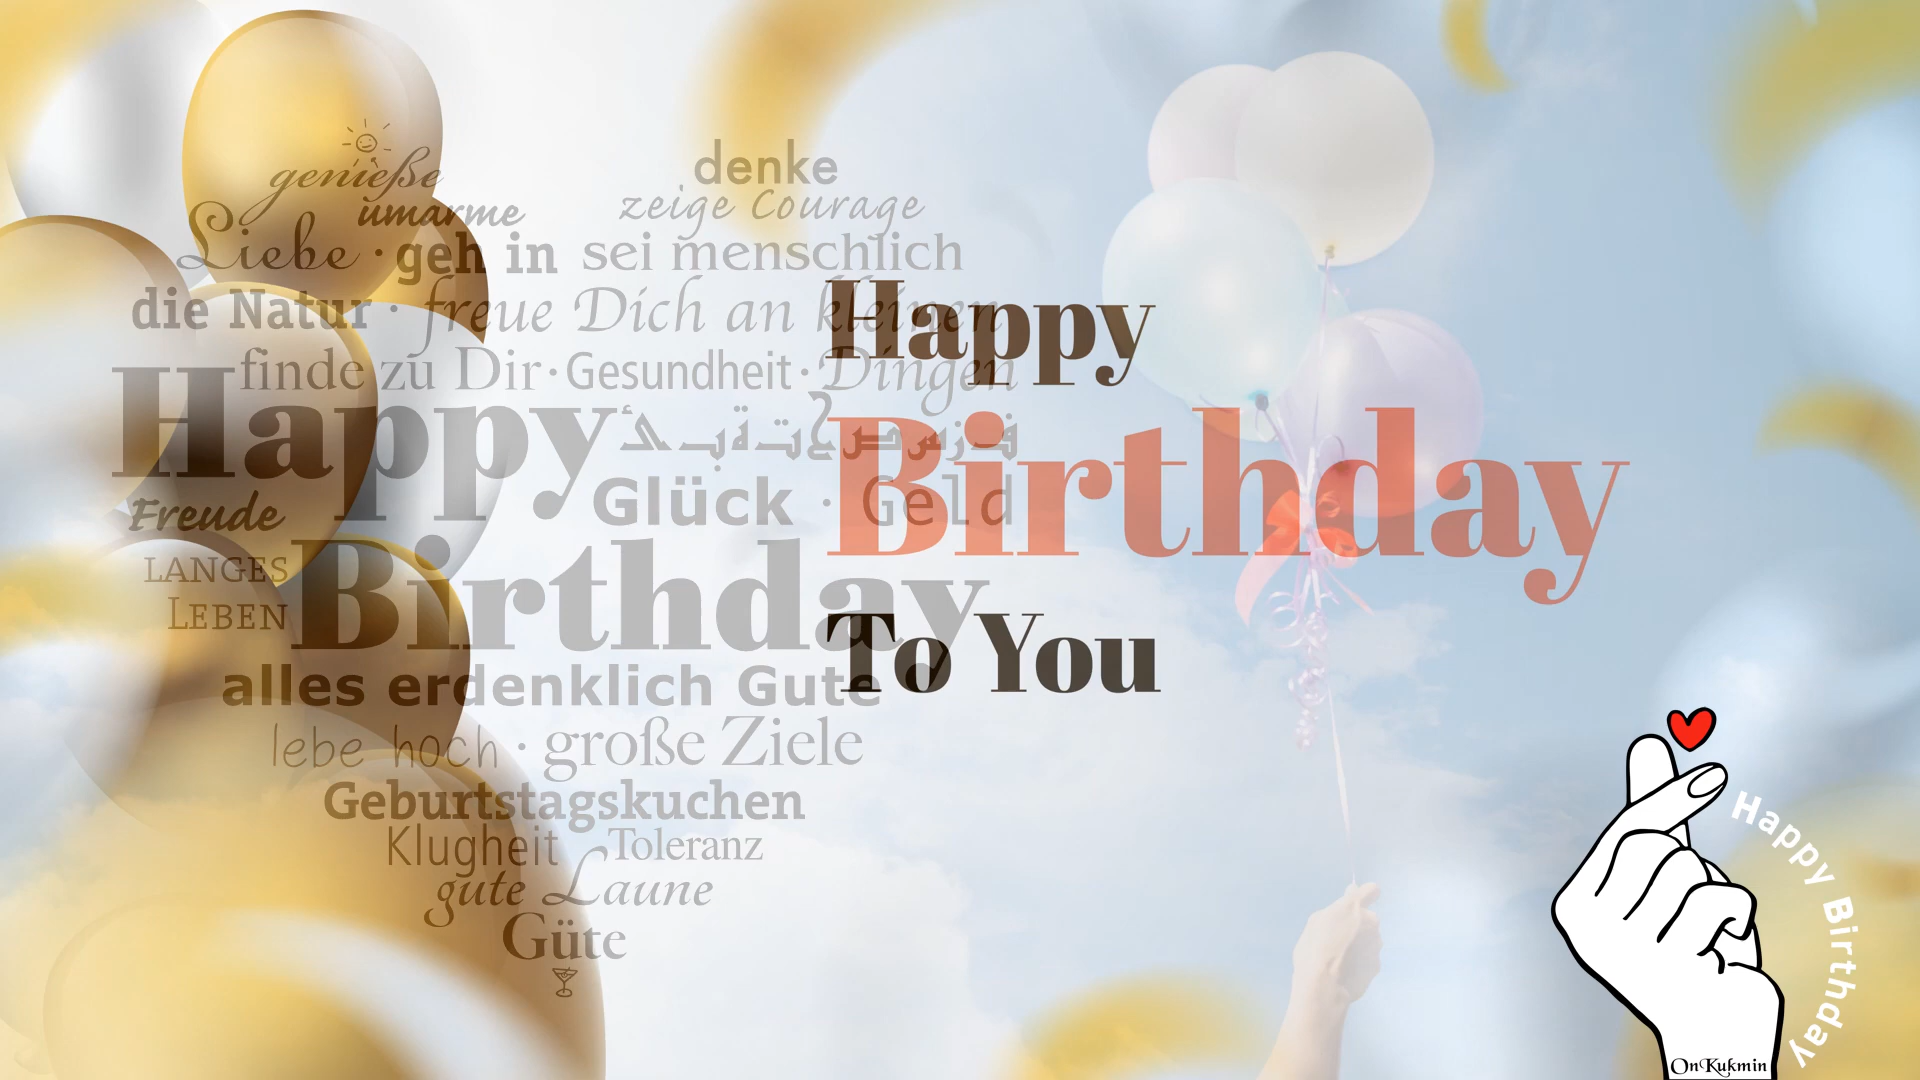 genieße
umarme
denke
zeige Courage
Liebe · geh in sei menschlich
die Natur · freue Dich an kleinen
finde zu Dir · Gesundheit · Dingen
Happy
Freude
Glück · Geld
LANGES
LEBEN
Birthday
alles erdenklich Gute
lebe hoch · große Ziele
Geburtstagskuchen
Klugheit Toleranz
gute Laune
Güte
Happy
Birthday
To You
Happy Birthday
OnKukmin